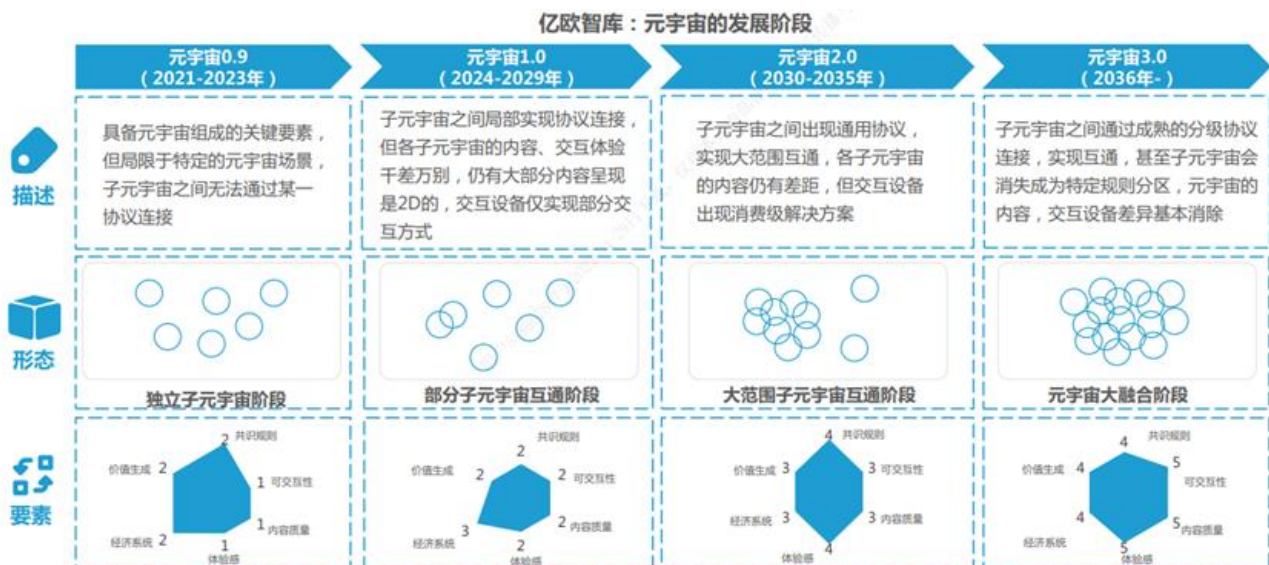 亿欧智库：元宇宙的发展阶段
元宇宙0.9
（2021-2023年）
元宇宙1.0
（2024-2029年）
元宇宙2.0
（2030-2035年）
元宇宙3.0
（2036年-）
描述
具备元宇宙组成的关键要素，
但局限于特定的元宇宙场景，
子元宇宙之间无法通过某一
协议连接
子元宇宙之间局部实现协议连接，
但各子元宇宙的内容、交互体验
千差万别，仍有大部分内容呈现
是2D的，交互设备仅实现部分交
互方式
子元宇宙之间出现通用协议，
实现大范围互通，各子元宇宙
的内容仍有差距，但交互设备
出现消费级解决方案
子元宇宙之间通过成熟的分级协议
连接，实现互通，甚至子元宇宙会
消失成为特定规则分区，元宇宙的
内容，交互设备差异基本消除
形态
独立子元宇宙阶段
部分子元宇宙互通阶段
大范围子元宇宙互通阶段
元宇宙大融合阶段
要素
2 共识规则
价值生成 2
1 可交互性
1 内容质量
经济系统 2
1
体验感
共识规则
2
价值生成 2
2 可交互性
经济系统 3
2 内容质量
2
体验感
4 共识规则
价值生成 3
3 可交互性
经济系统 3
3 内容质量
4
体验感
共识规则
4
价值生成 4
5
可交互性
4
经济系统
5 内容质量
5
体验感